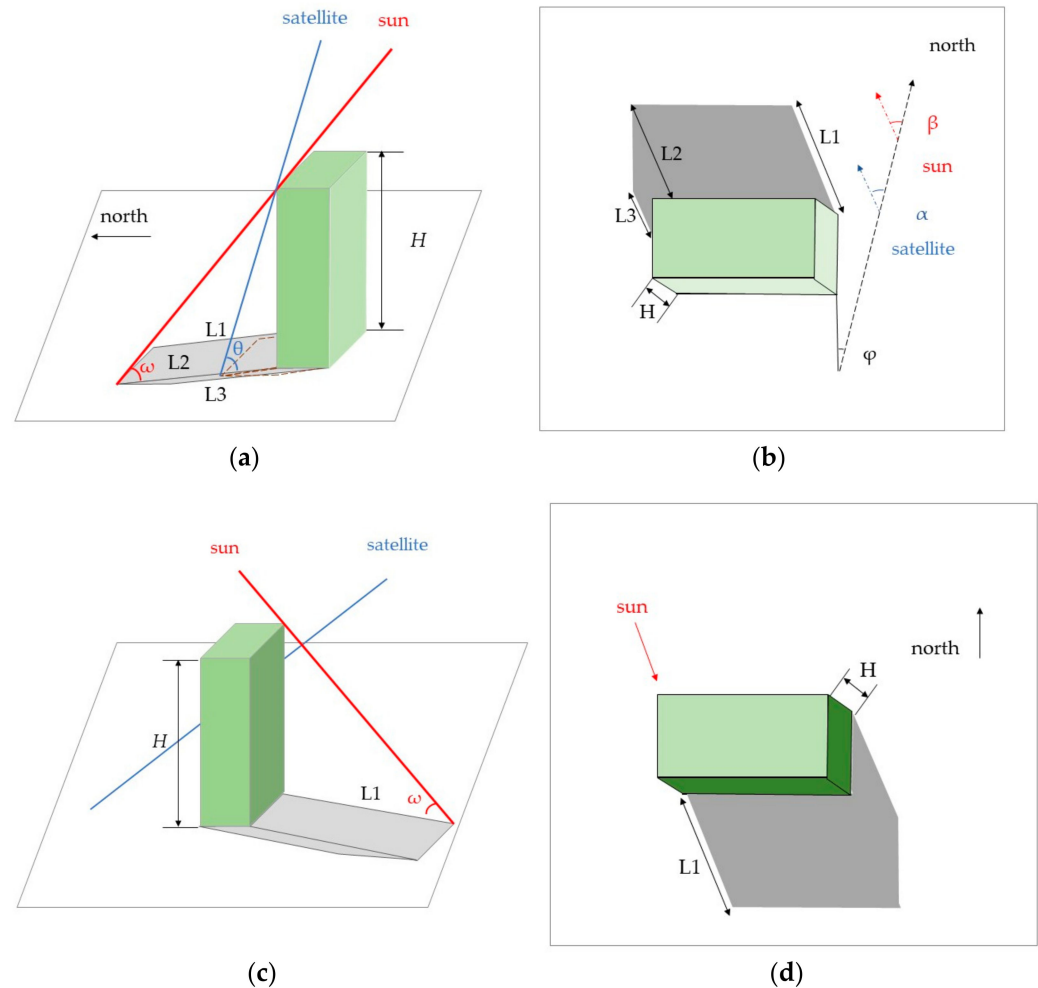 satellite
sun
north
H
L1
L2
θ
ω
L3
(a)
north
β
L1
L2
sun
L3
α
satellite
H
φ
(b)
sun
satellite
H
L1
ω
(c)
sun
north
H
L1
(d)